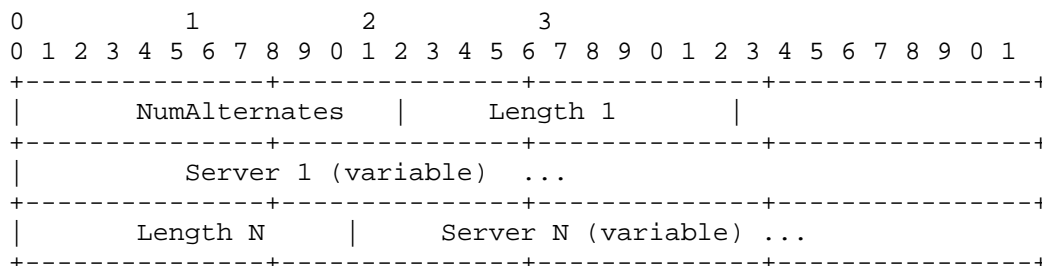 0                   1                   2                   3
0 1 2 3 4 5 6 7 8 9 0 1 2 3 4 5 6 7 8 9 0 1 2 3 4 5 6 7 8 9 0 1
+---------------+---------------+---------------+---------------+
|       NumAlternates   |     Length 1       |
+---------------+---------------+---------------+---------------+
|          Server 1 (variable)  ...
+---------------+---------------+---------------+---------------+
|       Length N     |     Server N (variable) ...
+---------------+---------------+---------------+---------------+